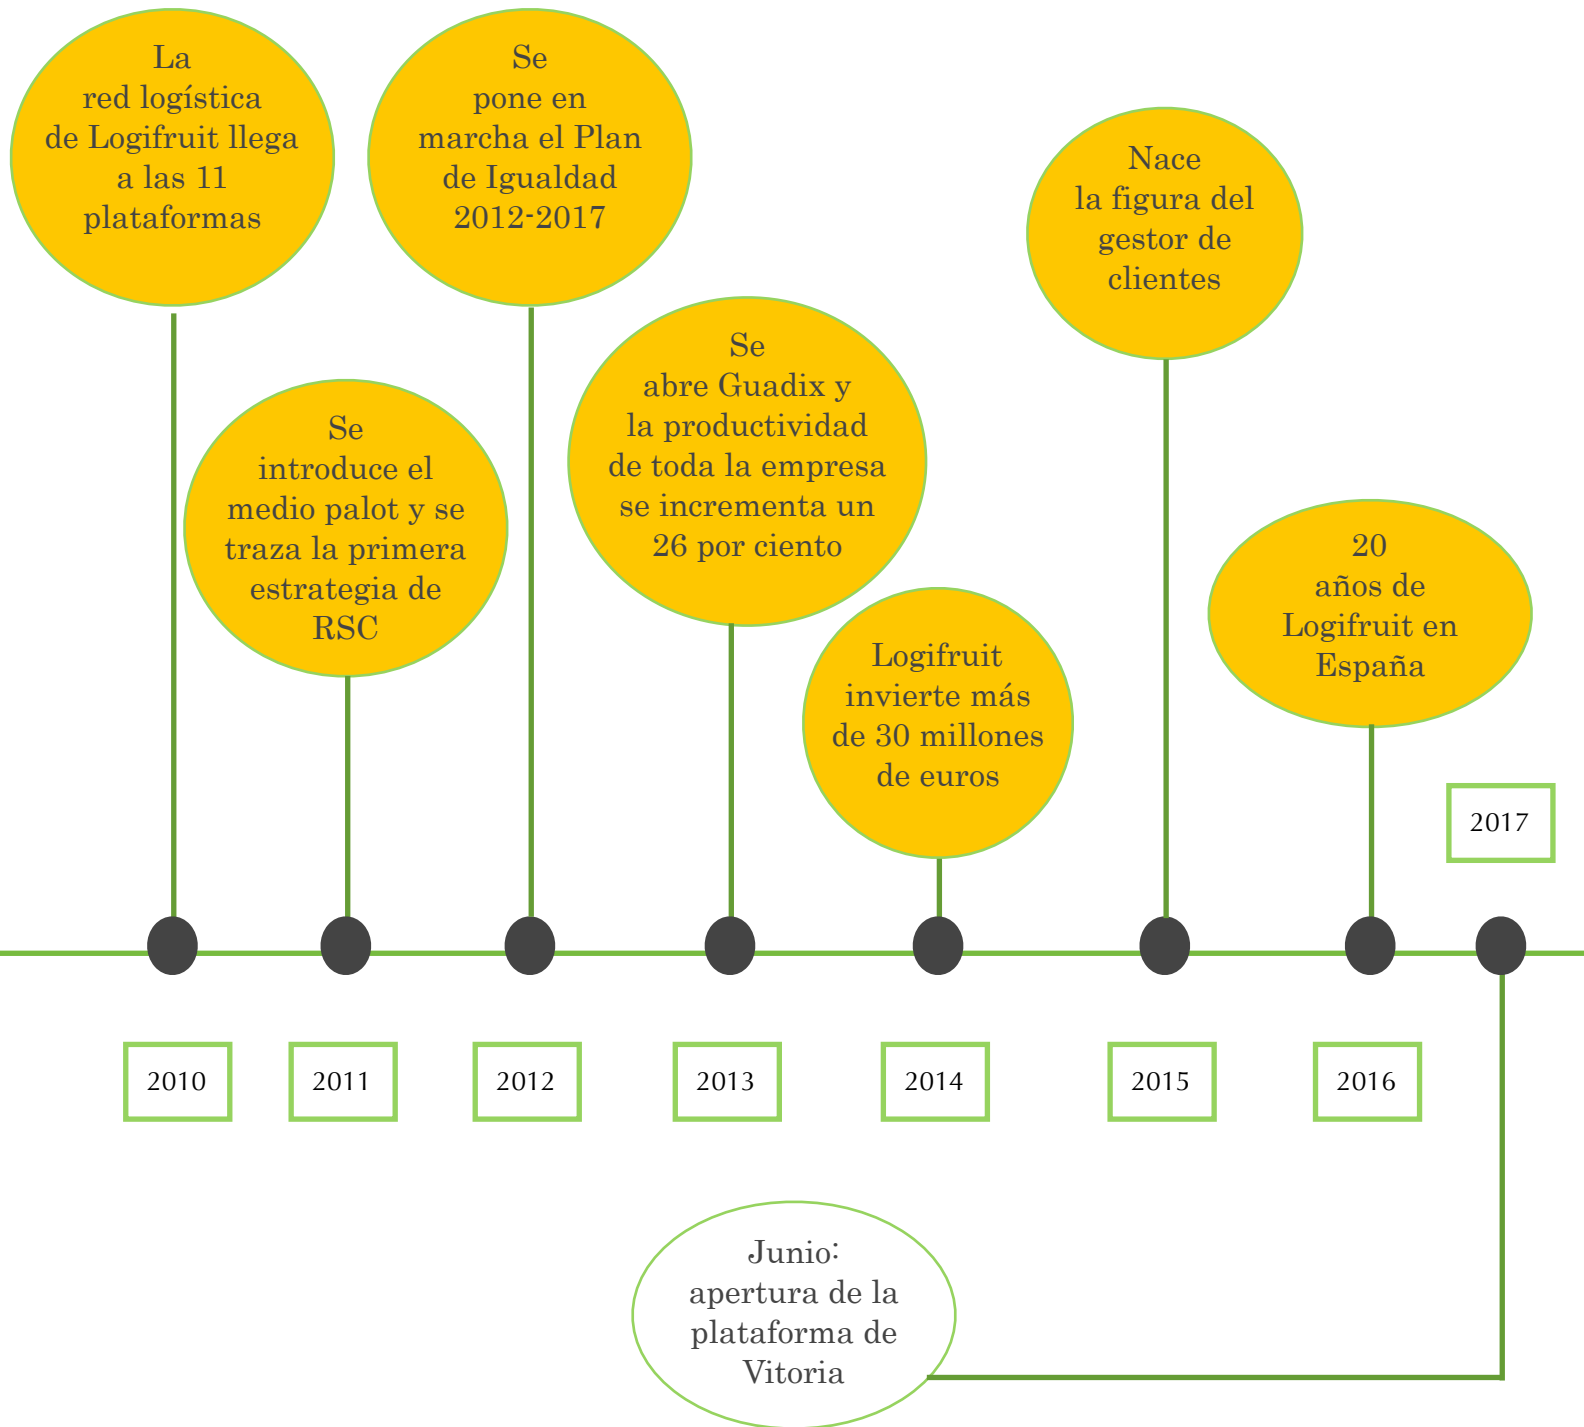 La
red logística
de Logifruit llega
a las 11
plataformas
Se
pone en
marcha el Plan
de Igualdad
2012-2017
Nace
la figura del
gestor de
clientes
Se
introduce el
medio palot y se
traza la primera
estrategia de
RSC
Se
abre Guadix y
la productividad
de toda la empresa
se incrementa un
26 por ciento
Logifruit
invierte más
de 30 millones
de euros
20
años de
Logifruit en
España
2017
2010
2011
2012
2013
2014
2015
2016
Junio:
apertura de la
plataforma de
Vitoria